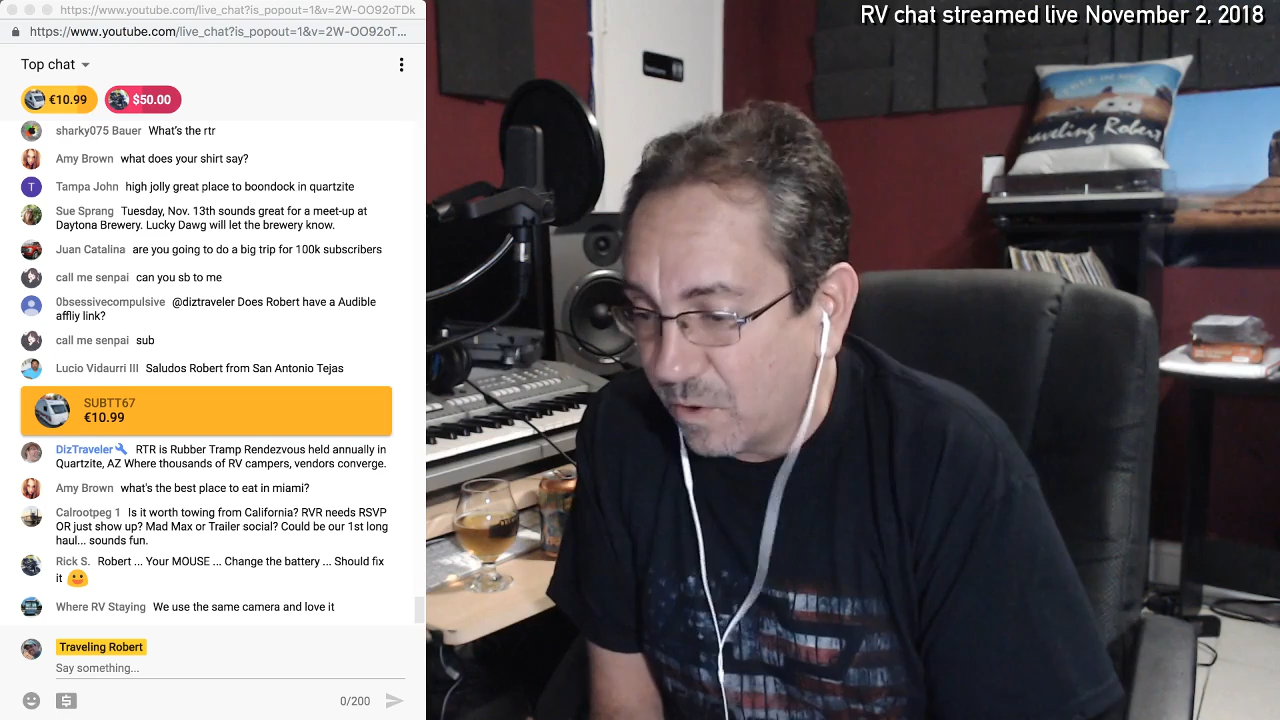 https://www.youtube.com/live_chat?is_popout=1&v=2W-OO92oTDk
https://www.youtube.com/live_chat?is_popout=1&v=2W-OO92oT...
RV chat streamed live November 2, 2018
Top chat
€10.99 $50.00
sharky075 Bauer What's the rtr
Amy Brown what does your shirt say?
T Tampa John high jolly great place to boondock in quartzite
Sue Sprang Tuesday, Nov. 13th sounds great for a meet-up at
Daytona Brewery. Lucky Dawg will let the brewery know.
Juan Catalina are you going to do a big trip for 100k subscribers
call me senpai can you sb to me
0bsessivecompulsive @diztraveler Does Robert have a Audible
affliy link?
call me senpai sub
Lucio Vidaurri III Saludos Robert from San Antonio Tejas
SUBTT67
€10.99
DizTraveler RTR is Rubber Tramp Rendezvous held annually in
Quartzite, AZ Where thousands of RV campers, vendors converge.
Amy Brown what's the best place to eat in miami?
Calrootpeg 1 Is it worth towing from California? RVR needs RSVP
OR just show up? Mad Max or Trailer social? Could be our 1st long
haul... sounds fun.
Rick S. Robert ... Your MOUSE ... Change the battery ... Should fix
it
Where RV Staying We use the same camera and love it
Traveling Robert
Say something...
0/200
raveling Robert